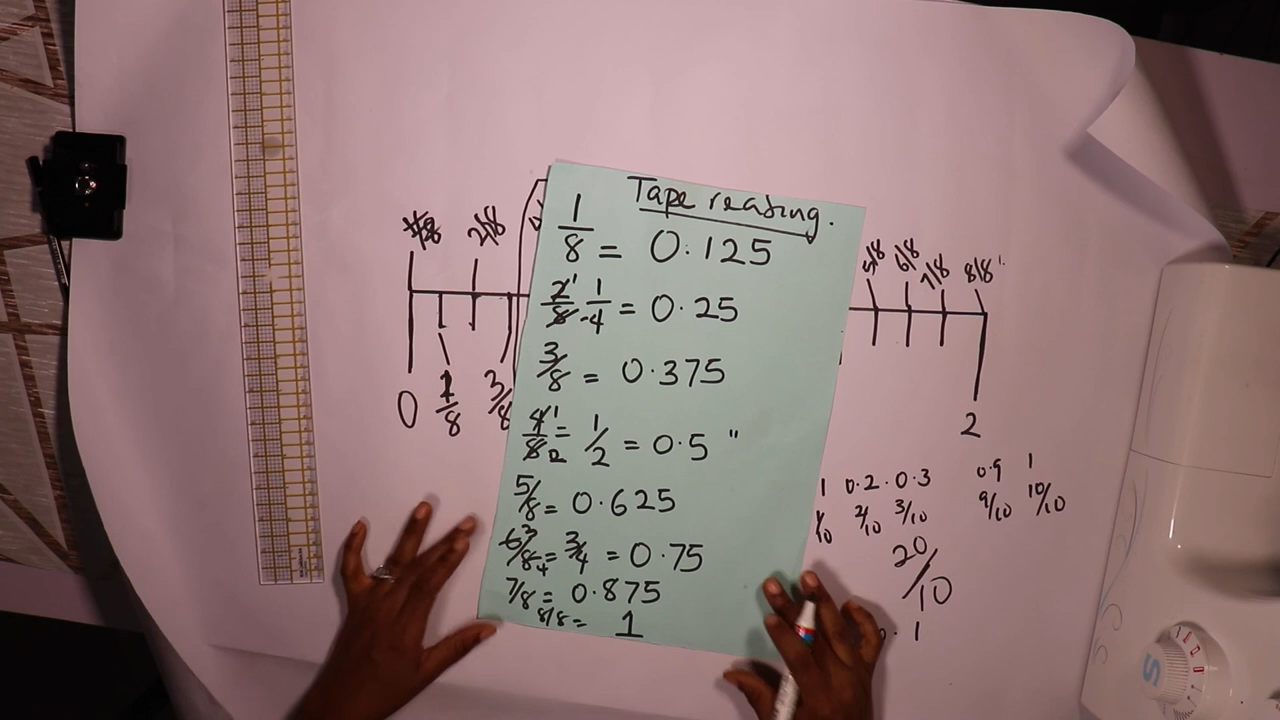 Tape reading.
1/8 = 0.125
2/8 1/4 = 0.25
3/8 = 0.375
4/8 = 1/2 = 0.5 "
5/8 = 0.625
6/8 = 3/4 = 0.75
7/8 = 0.875
8/8 = 1
2/8
0 1/8 3/8
5/8 6/8 7/8 8/8
2
1 0.2 0.3 0.9 1
1/10 2/10 3/10 9/10 10/10
20/10
S